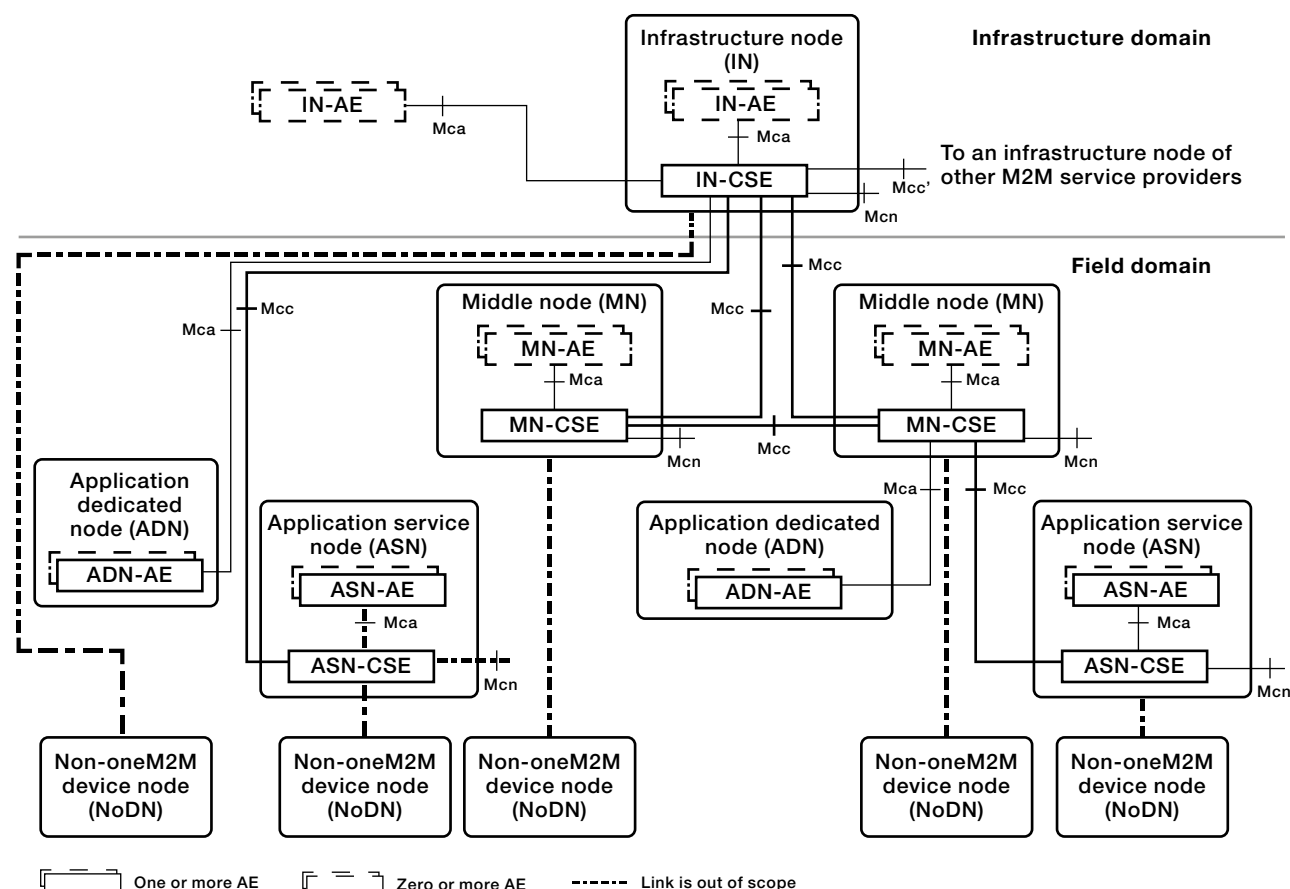 Infrastructure node
(IN)
Infrastructure domain
IN-AE
Mca
IN-AE
Mca
IN-CSE
To an infrastructure node of
other M2M service providers
Mcc'
Mcn
Field domain
Mca
Mcc
Mcc
Mcc
Middle node (MN)
MN-AE
Mca
MN-CSE
Mcn
Mcc
Middle node (MN)
MN-AE
Mca
MN-CSE
Mcn
Mca
Mcc
Application
dedicated
node (ADN)
ADN-AE
Application service
node (ASN)
ASN-AE
Mca
ASN-CSE
Mcn
Application dedicated
node (ADN)
ADN-AE
Application service
node (ASN)
ASN-AE
Mca
ASN-CSE
Mcn
Non-oneM2M
device node
(NoDN)
Non-oneM2M
device node
(NoDN)
Non-oneM2M
device node
(NoDN)
Non-oneM2M
device node
(NoDN)
Non-oneM2M
device node
(NoDN)
One or more AE
Zero or more AE
Link is out of scope